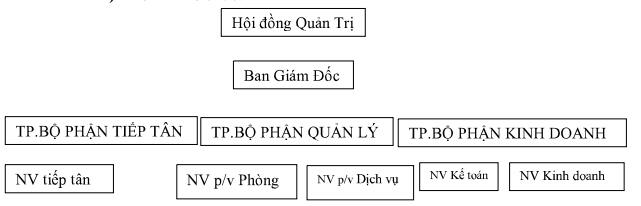 Hội đồng Quản Trị
Ban Giám Đốc
TP.BỘ PHẬN TIẾP TÂN TP.BỘ PHẬN QUẢN LÝ TP.BỘ PHẬN KINH DOANH
NV tiếp tân NV p/v Phòng NV p/v Dịch vụ NV Kế toán NV Kinh doanh